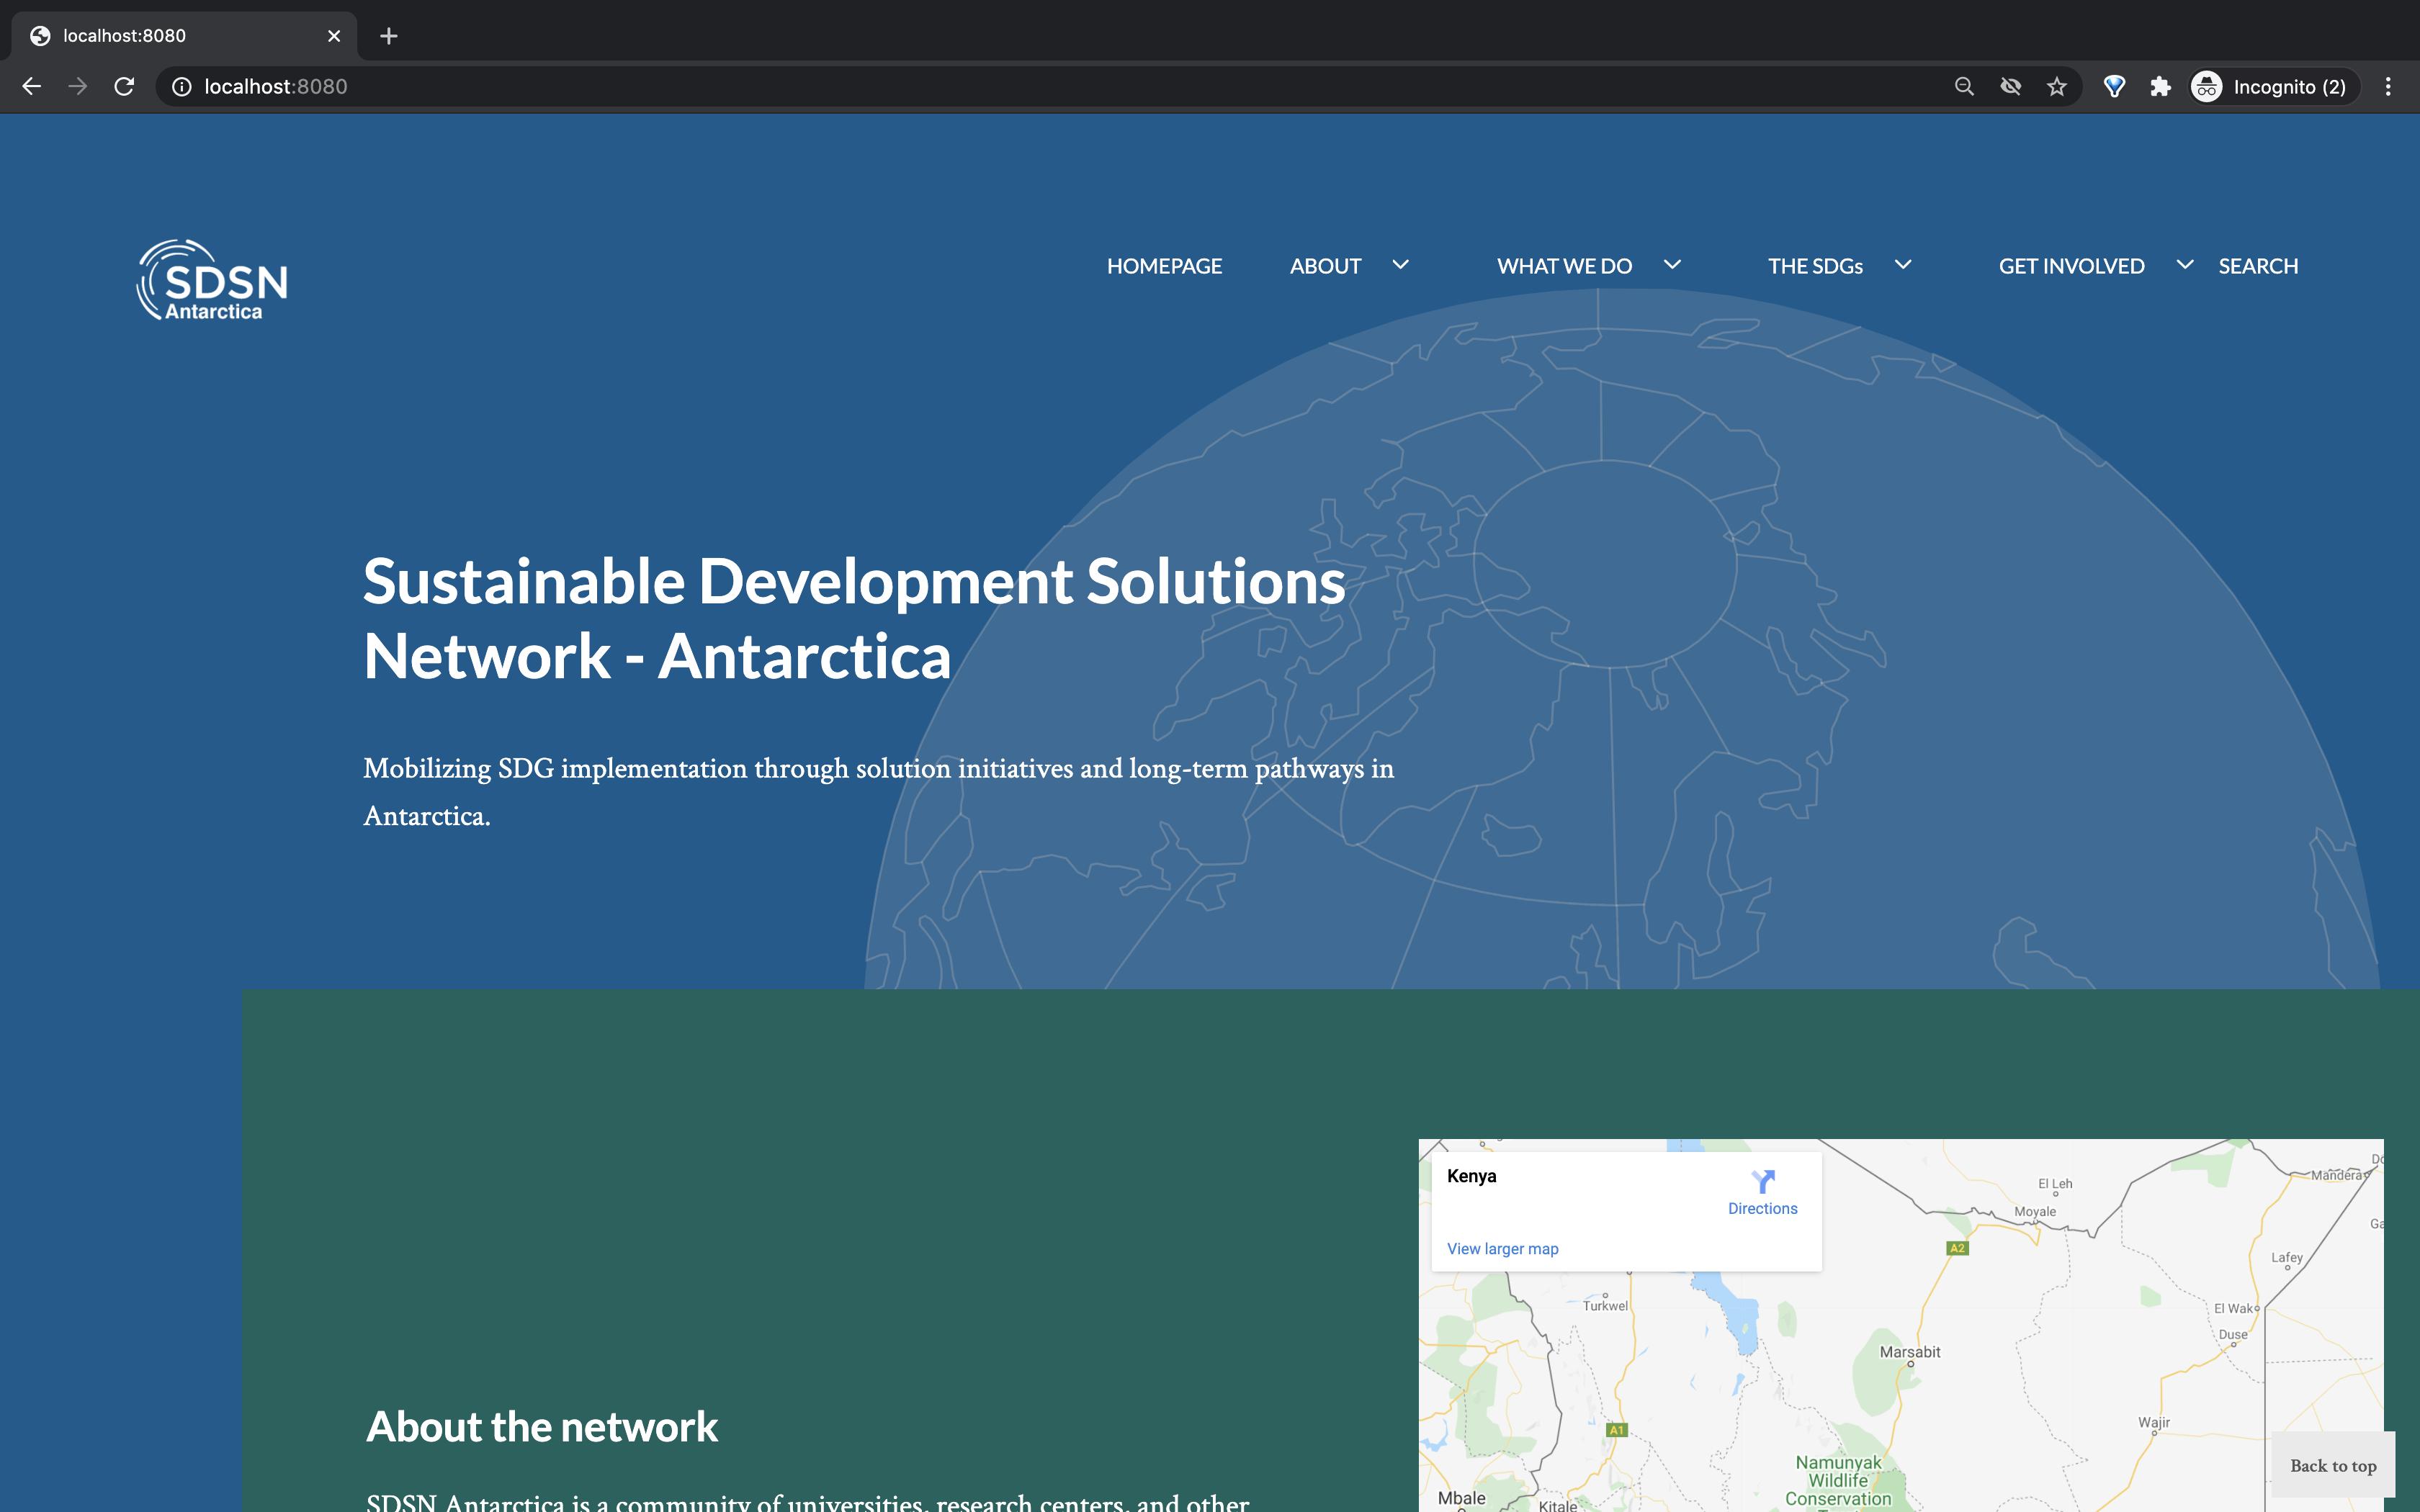 localhost:8080
localhost:8080
Incognito (2)
SDSN
Antarctica
HOMEPAGE
ABOUT
WHAT WE DO
THE SDGs
GET INVOLVED
SEARCH
Sustainable Development Solutions
Network - Antarctica
Mobilizing SDG implementation through solution initiatives and long-term pathways in
Antarctica.
Kenya
Directions
View larger map
El Leh
Moyale
Mandera
A2
Lafey
Turkwel
El Wak
Duse
Marsabit
About the network
A1
Wajir
Namunyak
Wildlife
Conservation
Back to top
Mbale
Kitale
SDSN Antarctica is a community of universities, research centers, and other